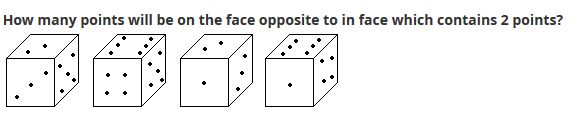 How many points will be on the face opposite to in face which contains 2 points?